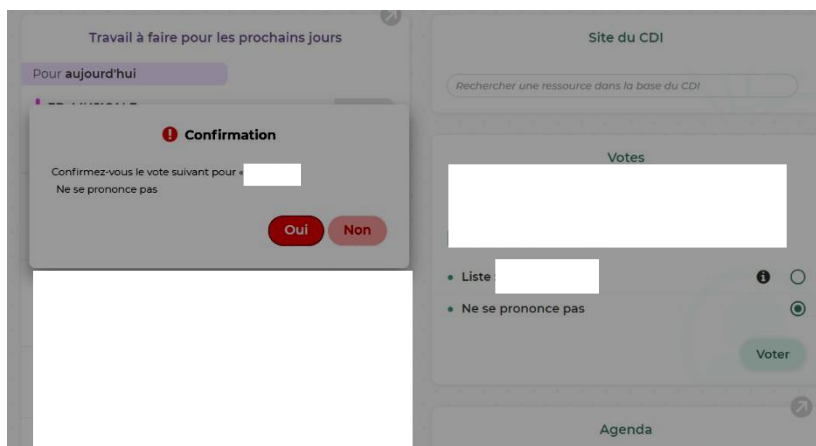 Travail à faire pour les prochains jours
Pour aujourd'hui
Confirmation
Confirmez-vous le vote suivant pour «
Ne se prononce pas
Oui
Non
Site du CDI
Rechercher une ressource dans la base du CDI
Votes
Liste :
Ne se prononce pas
Voter
Agenda